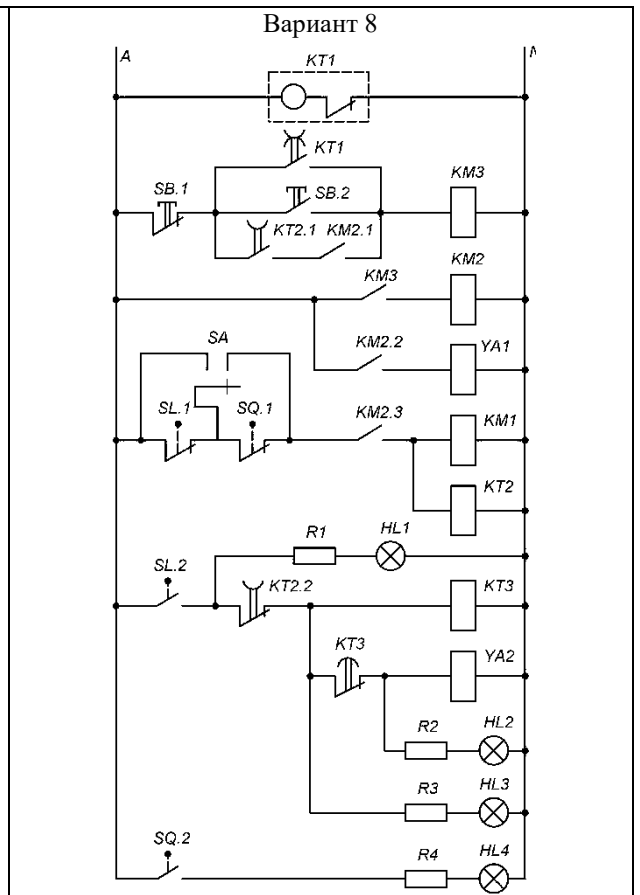 Вариант 8
A N
KT1
KT1
SB.1 SB.2 KM3
KT2.1 KM2.1
KM3 KM2
SA KM2.2 YA1
SL.1 SQ.1 KM2.3 KM1
KT2
R1 HL1
SL.2 KT2.2 KT3
KT3 YA2
R2 HL2
R3 HL3
SQ.2 R4 HL4